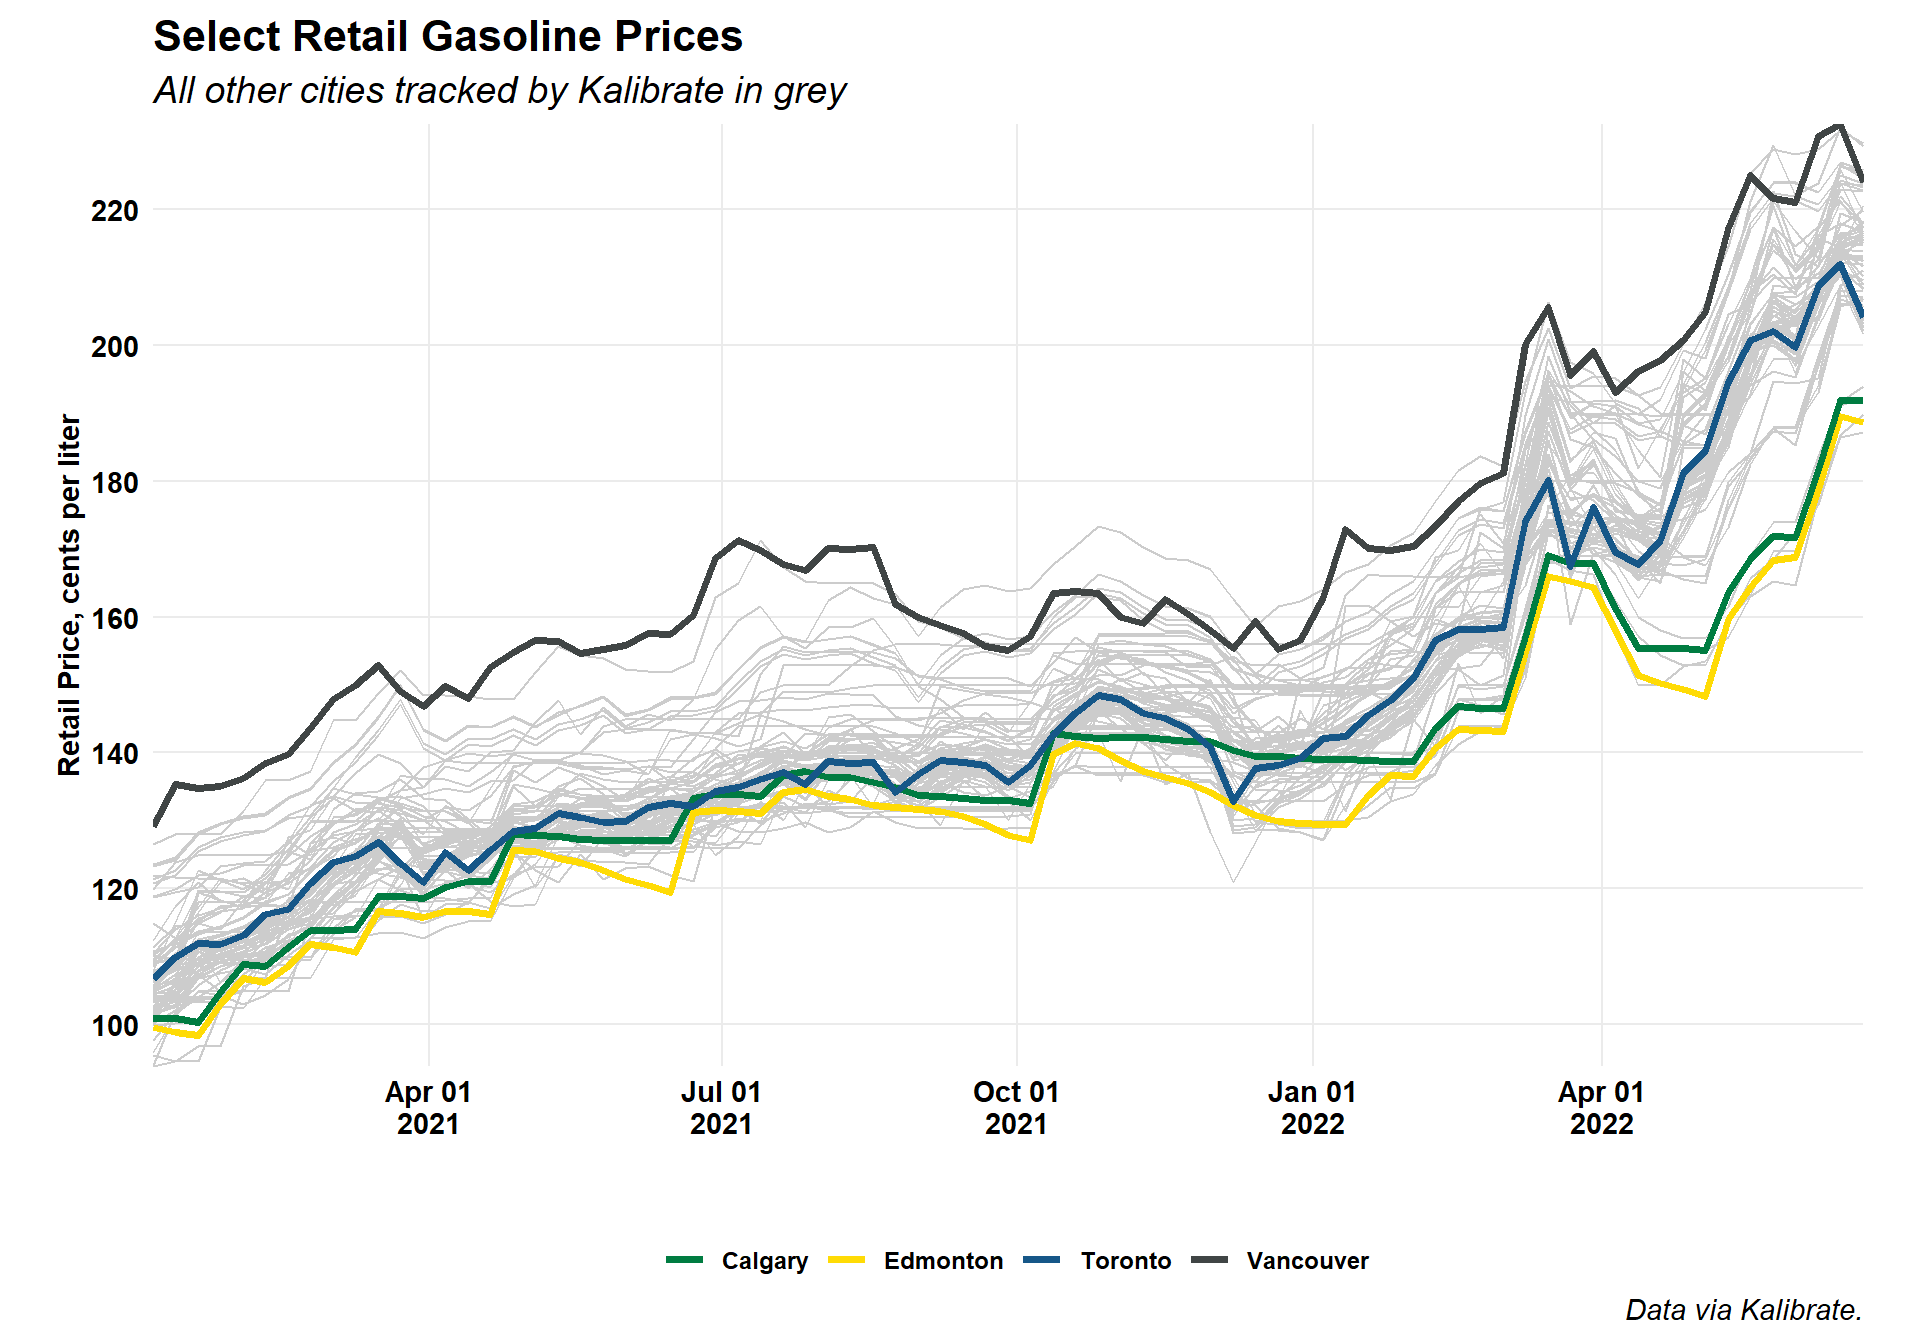 Select Retail Gasoline Prices
All other cities tracked by Kalibrate in grey
Retail Price, cents per liter
220
200
180
160
140
120
100
Apr 01
2021
Jul 01
2021
Oct 01
2021
Jan 01
2022
Apr 01
2022
Calgary
Edmonton
Toronto
Vancouver
Data via Kalibrate.